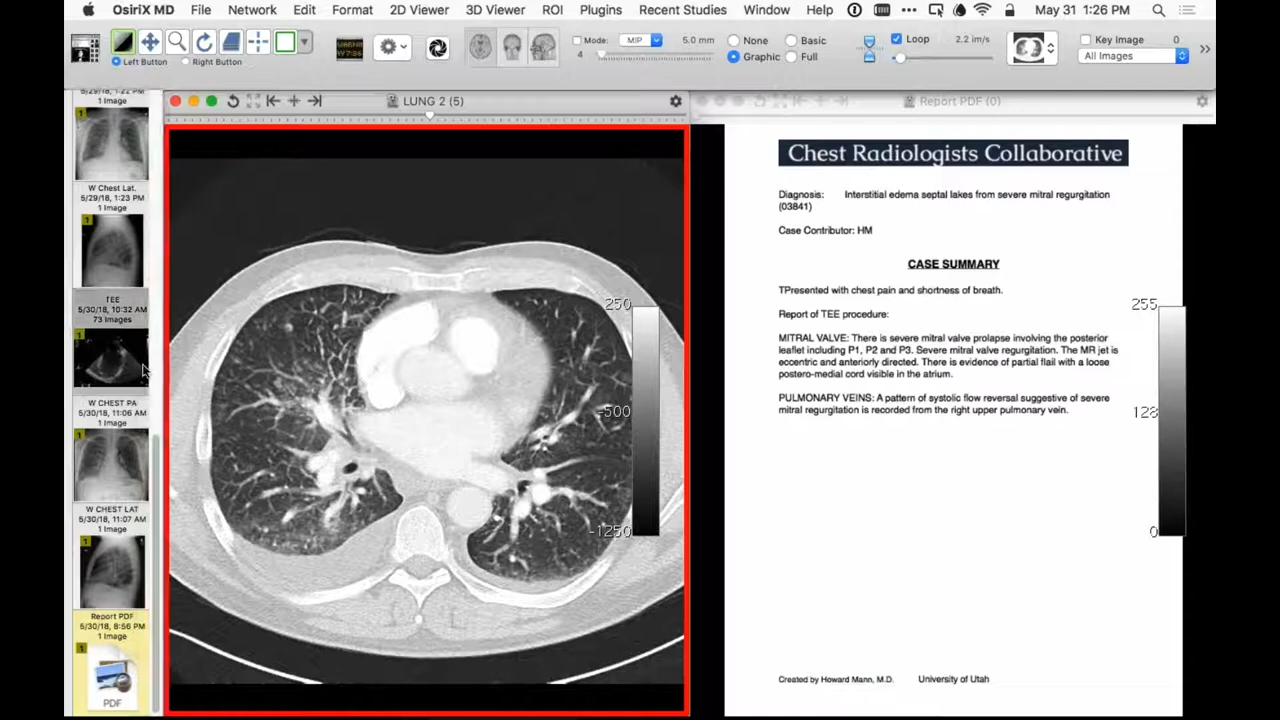 OsiriX MD File Network Edit Format 2D Viewer 3D Viewer ROI Plugins Recent Studies Window Help May 31 1:26 PM
Mode: MIP 5.0 mm None Basic Loop 2.2 im/s Key Image 0
4 Graphic Full All Images
Left Button Right Button
5/29/18, 1:22 PM
1 Image
W Chest Lat.
5/29/18, 1:23 PM
1 Image
TEE
5/30/18, 10:32 AM
73 Images
W CHEST PA
5/30/18, 11:06 AM
1 Image
W CHEST LAT
5/30/18, 11:07 AM
1 Image
Report PDF
5/30/18, 8:56 PM
1 Image
PDF
LUNG 2 (5)
250
-500
-1250
Report PDF (0)
Chest Radiologists Collaborative
Diagnosis: Interstitial edema septal lakes from severe mitral regurgitation
(03841)
Case Contributor: HM
CASE SUMMARY
TPresented with chest pain and shortness of breath.
Report of TEE procedure:
MITRAL VALVE: There is severe mitral valve prolapse involving the posterior
leaflet including P1, P2 and P3. Severe mitral valve regurgitation. The MR jet is
eccentric and anteriorly directed. There is evidence of partial flail with a loose
postero-medial cord visible in the atrium.
PULMONARY VEINS: A pattern of systolic flow reversal suggestive of severe
mitral regurgitation is recorded from the right upper pulmonary vein.
Created by Howard Mann, M.D. University of Utah
255
128
0